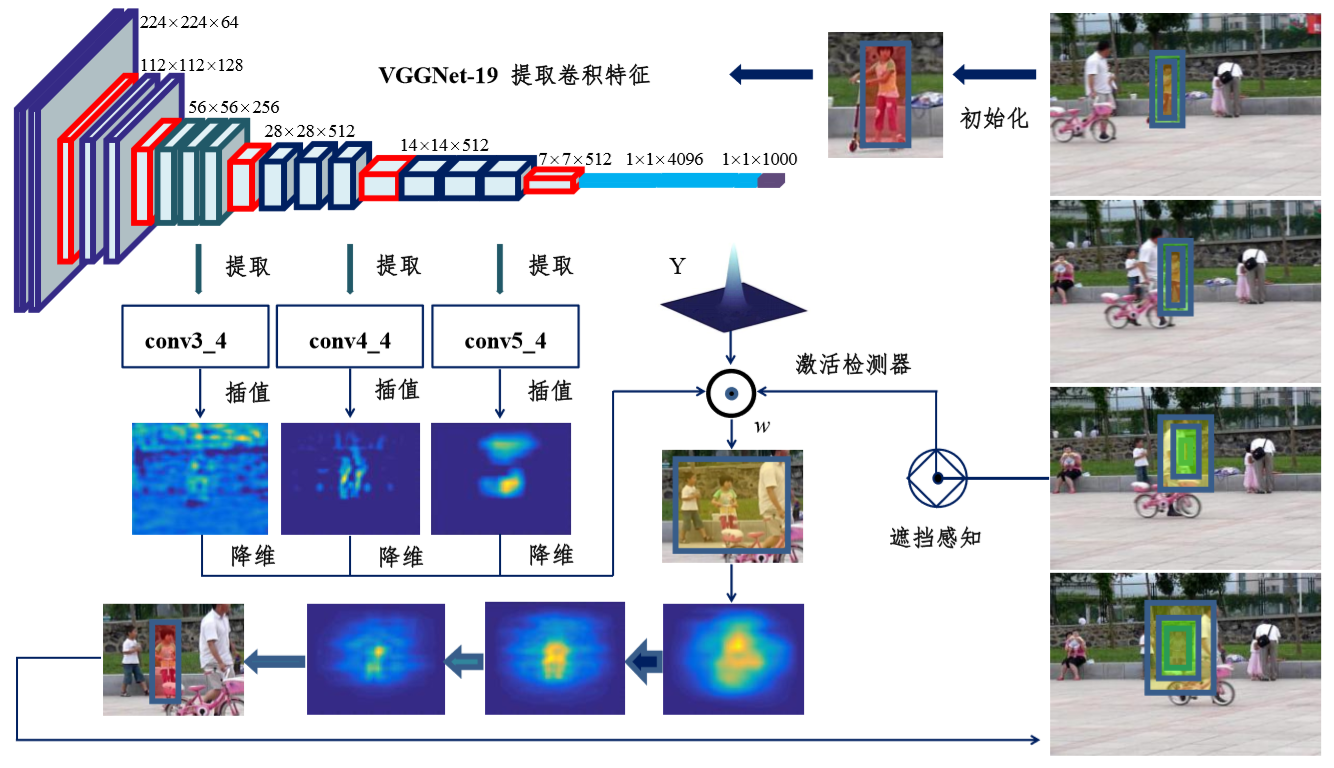 224×224×64
112×112×128
56×56×256
28×28×512
14×14×512
7×7×512
1×1×4096
1×1×1000
VGGNet-19 提取卷积特征
初始化
提取
提取
提取
Y
conv3_4
conv4_4
conv5_4
激活检测器
插值
插值
插值
w
遮挡感知
降维
降维
降维